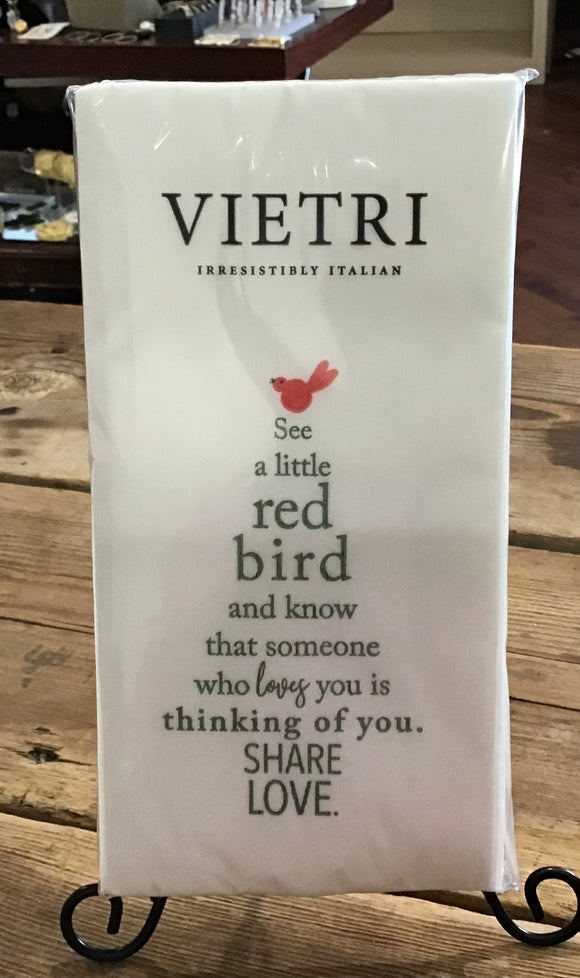 VIETRI
IRRESISTIBLY ITALIAN
See
a little
red
bird
and know
that someone
who loves you is
thinking of you.
SHARE
LOVE.